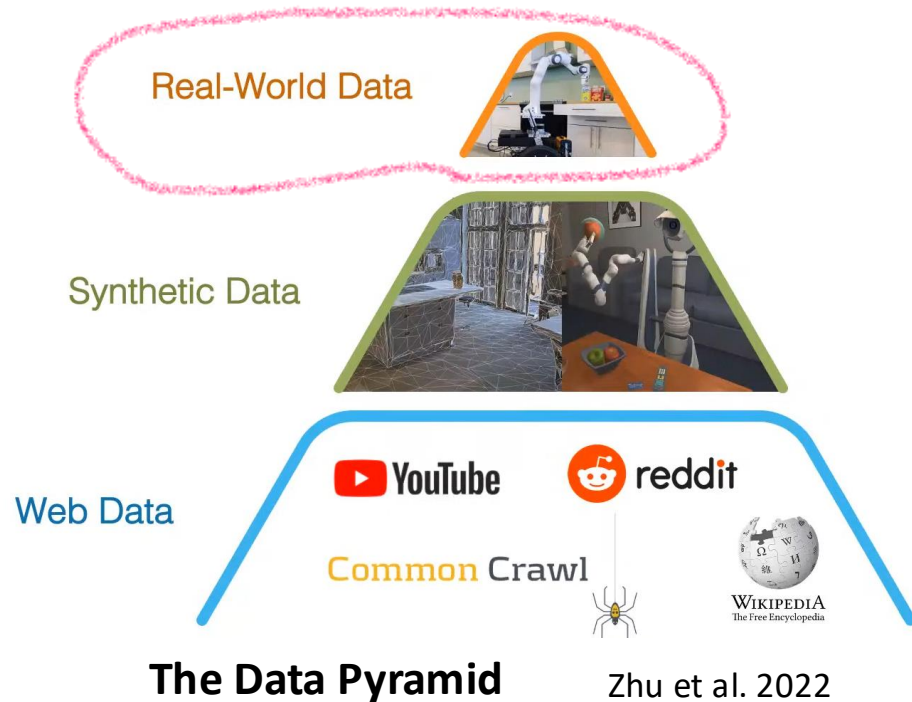 Real-World Data
Synthetic Data
YouTube
reddit
Web Data
Common Crawl
WIKIPEDIA
The Free Encyclopedia
The Data Pyramid
Zhu et al. 2022